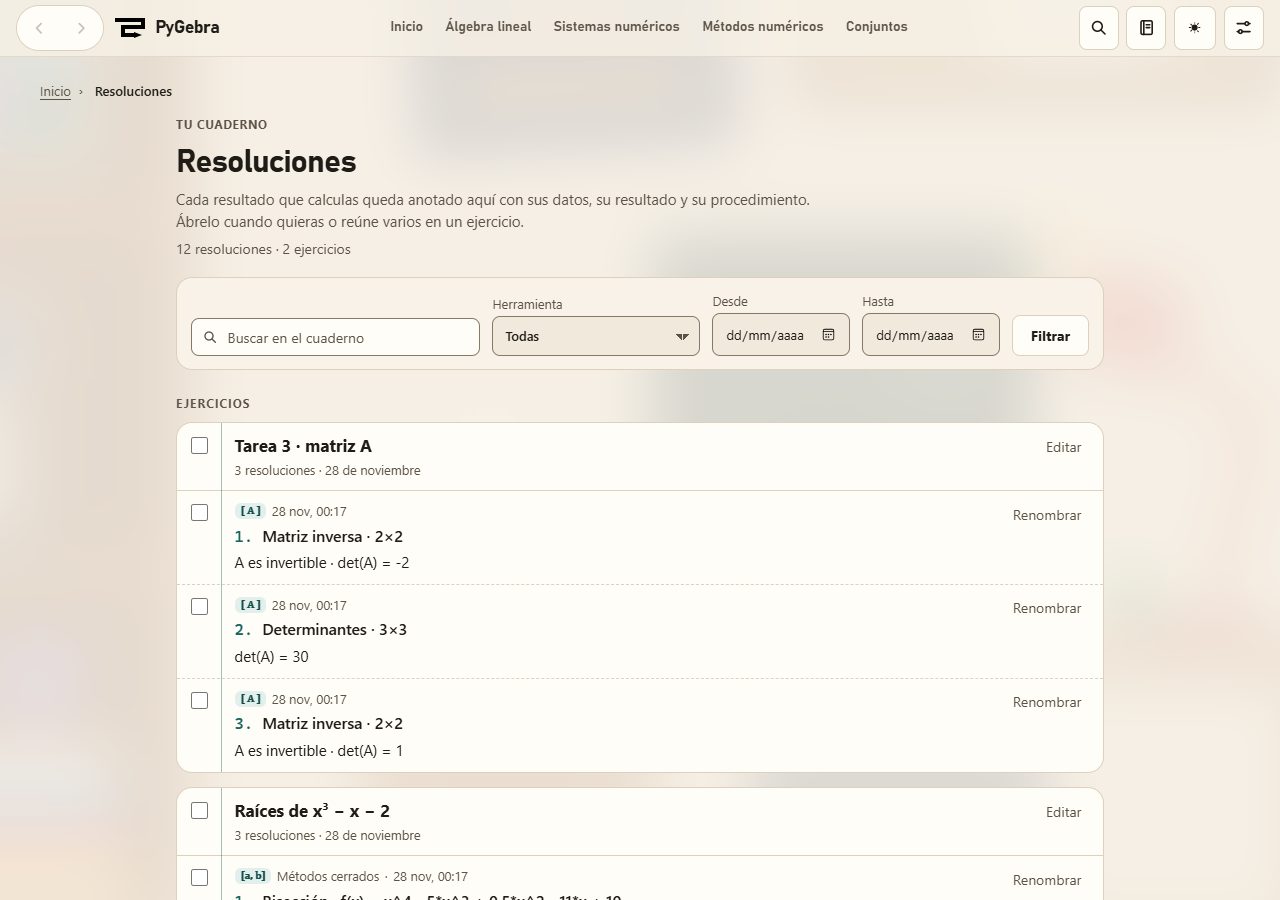 PyGebra
Inicio Álgebra lineal Sistemas numéricos Métodos numéricos Conjuntos
Inicio › Resoluciones
TU CUADERNO
Resoluciones
Cada resultado que calculas queda anotado aquí con sus datos, su resultado y su procedimiento.
Ábrelo cuando quieras o reúne varios en un ejercicio.
12 resoluciones · 2 ejercicios
Herramienta Desde Hasta
Buscar en el cuaderno Todas dd/mm/aaaa dd/mm/aaaa Filtrar
EJERCICIOS
Tarea 3 · matriz A Editar
3 resoluciones · 28 de noviembre
[A] 28 nov, 00:17 Renombrar
1. Matriz inversa · 2×2
A es invertible · det(A) = -2
[A] 28 nov, 00:17 Renombrar
2. Determinantes · 3×3
det(A) = 30
[A] 28 nov, 00:17 Renombrar
3. Matriz inversa · 2×2
A es invertible · det(A) = 1
Raíces de x³ − x − 2 Editar
3 resoluciones · 28 de noviembre
[a, b] Métodos cerrados · 28 nov, 00:17 Renombrar